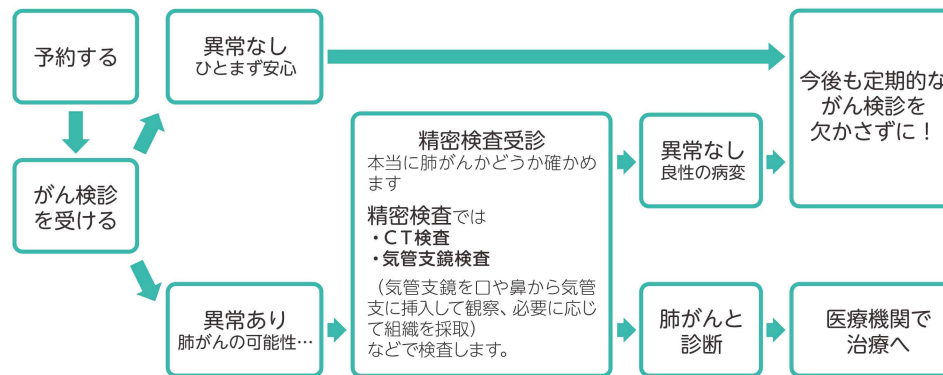 予約する
がん検診
を受ける
異常なし
ひとまず安心
異常あり
肺がんの可能性…
精密検査受診
本当に肺がんかどうか確かめ
ます
精密検査では
・CT検査
・気管支鏡検査
（気管支鏡を口や鼻から気管
支に挿入して観察、必要に応じ
て組織を採取）
などで検査します。
異常なし
良性の病変
今後も定期的な
がん検診を
欠かさずに！
肺がんと
診断
医療機関で
治療へ